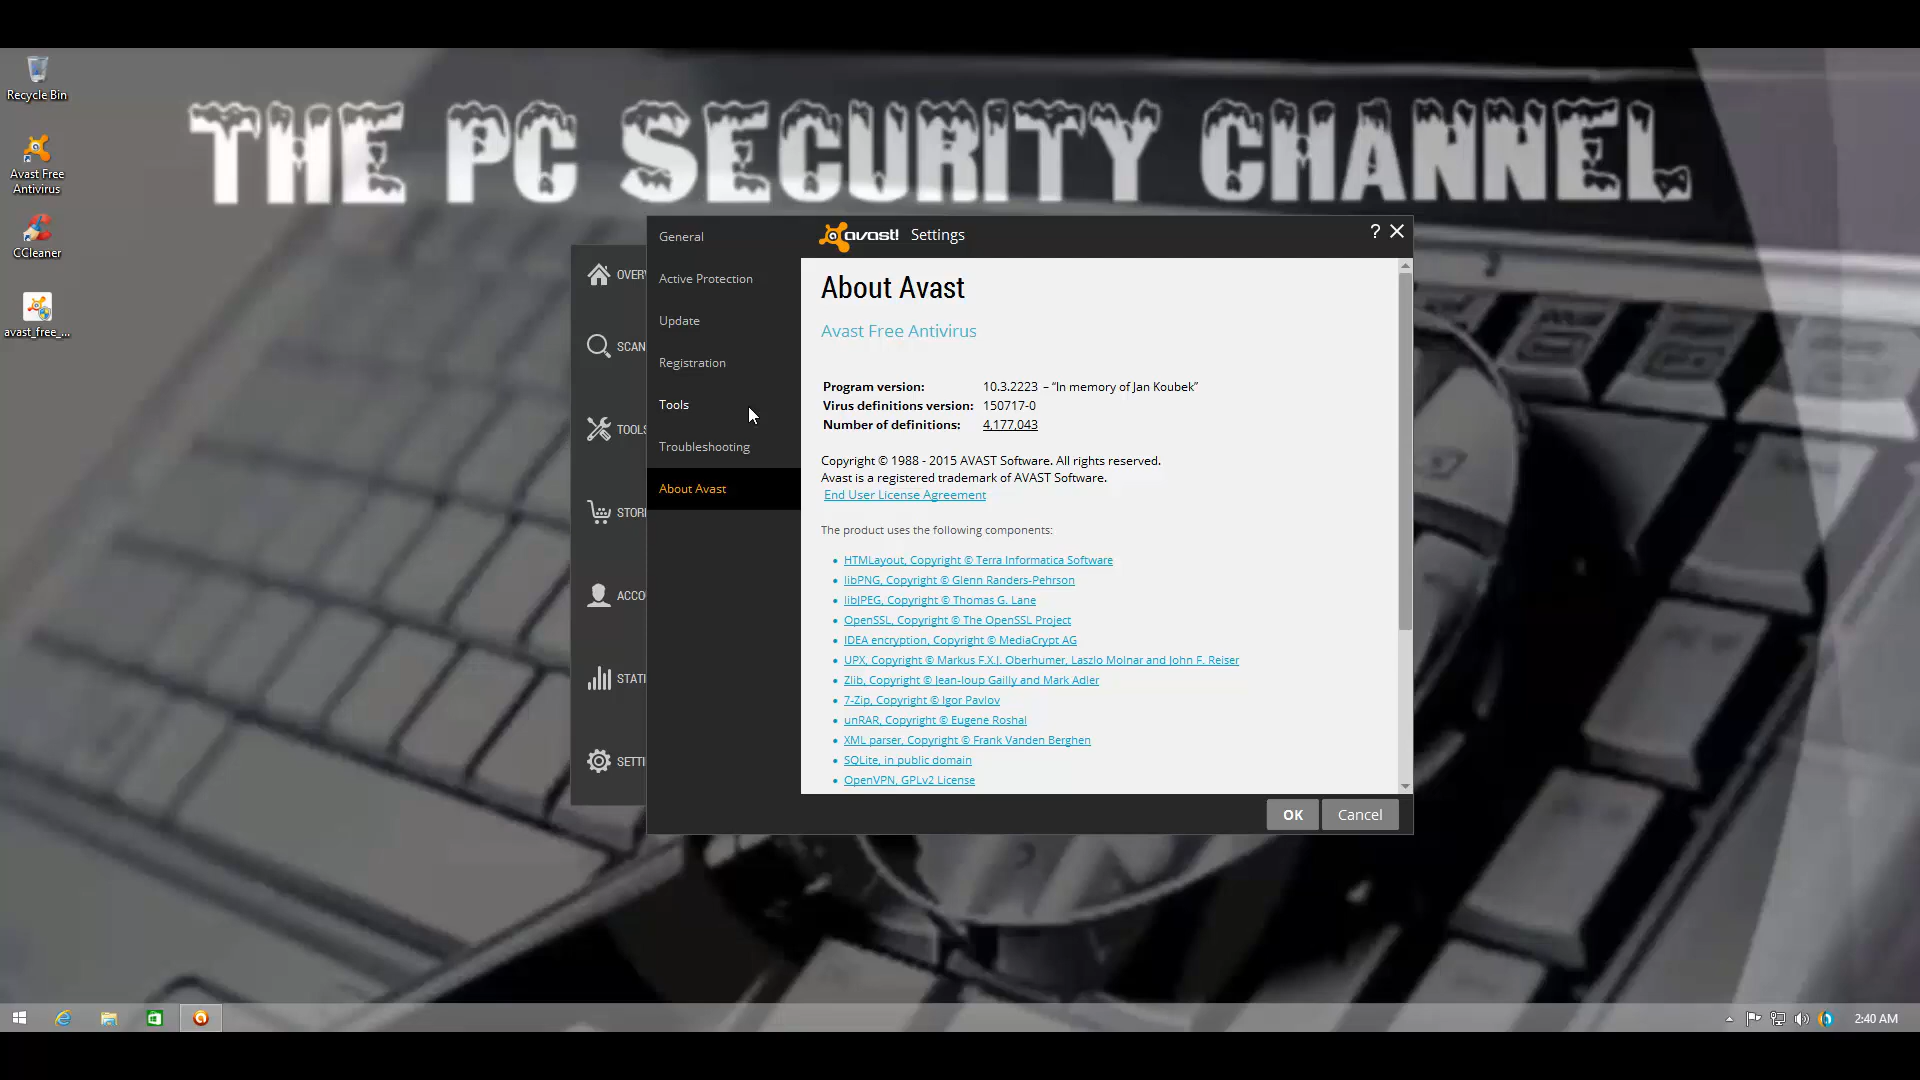 Recycle Bin
THE PC SECURITY CHANNEL
Avast Free
Antivirus
CCleaner
avast_free_...
OVER
SCAN
TOOLS
STOR
ACCO
STATI
SETTI
General
Active Protection
Update
Registration
Tools
Troubleshooting
About Avast
avast! Settings
?
About Avast
Avast Free Antivirus
Program version: 10.3.2223 – “In memory of Jan Koubek”
Virus definitions version: 150717-0
Number of definitions: 4,177,043
Copyright © 1988 - 2015 AVAST Software. All rights reserved.
Avast is a registered trademark of AVAST Software.
End User License Agreement
The product uses the following components:
• HTMLayout, Copyright © Terra Informatica Software
• libPNG, Copyright © Glenn Randers-Pehrson
• libJPEG, Copyright © Thomas G. Lane
• OpenSSL, Copyright © The OpenSSL Project
• IDEA encryption, Copyright © MediaCrypt AG
• UPX, Copyright © Markus F.X.J. Oberhumer, Laszlo Molnar and John F. Reiser
• Zlib, Copyright © Jean-loup Gailly and Mark Adler
• 7-Zip, Copyright © Igor Pavlov
• unRAR, Copyright © Eugene Roshal
• XML parser, Copyright © Frank Vanden Berghen
• SQLite, in public domain
• OpenVPN, GPLv2 License
OK
Cancel
2:40 AM